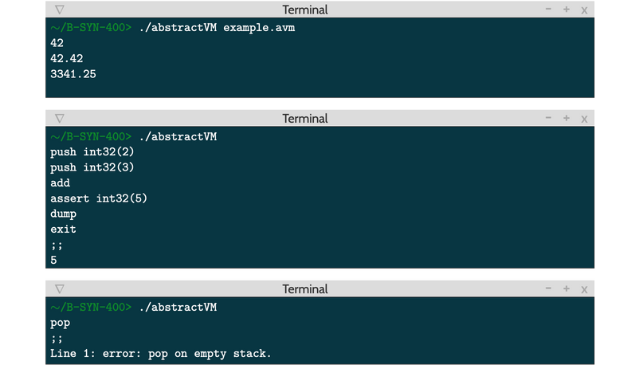 Terminal
~/B-SYN-400> ./abstractVM example.avm
42
42.42
3341.25
Terminal
~/B-SYN-400> ./abstractVM
push int32(2)
push int32(3)
add
assert int32(5)
dump
exit
;;
5
Terminal
~/B-SYN-400> ./abstractVM
pop
;;
Line 1: error: pop on empty stack.